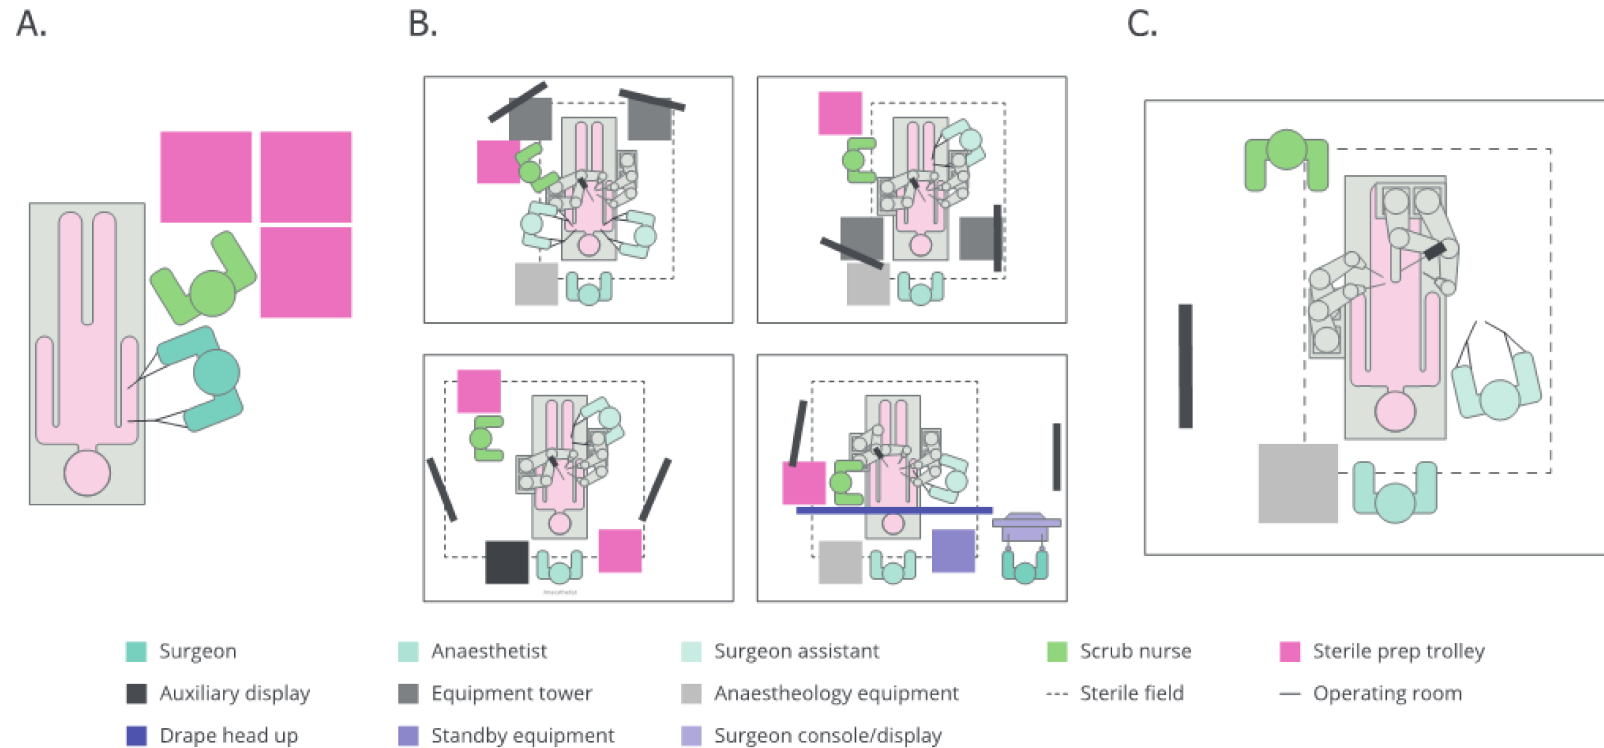 A.
B.
C.
Anaesthetist
Surgeon
Anaesthetist
Surgeon assistant
Scrub nurse
Sterile prep trolley
Auxiliary display
Equipment tower
Anaestheology equipment
Sterile field
Operating room
Drape head up
Standby equipment
Surgeon console/display